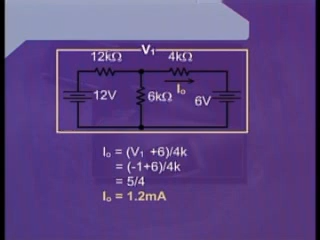 V₁
12kΩ 4kΩ
12V 6kΩ Iₒ 6V
Iₒ = (V₁ +6)/4k
= (-1+6)/4k
= 5/4
Iₒ = 1.2mA